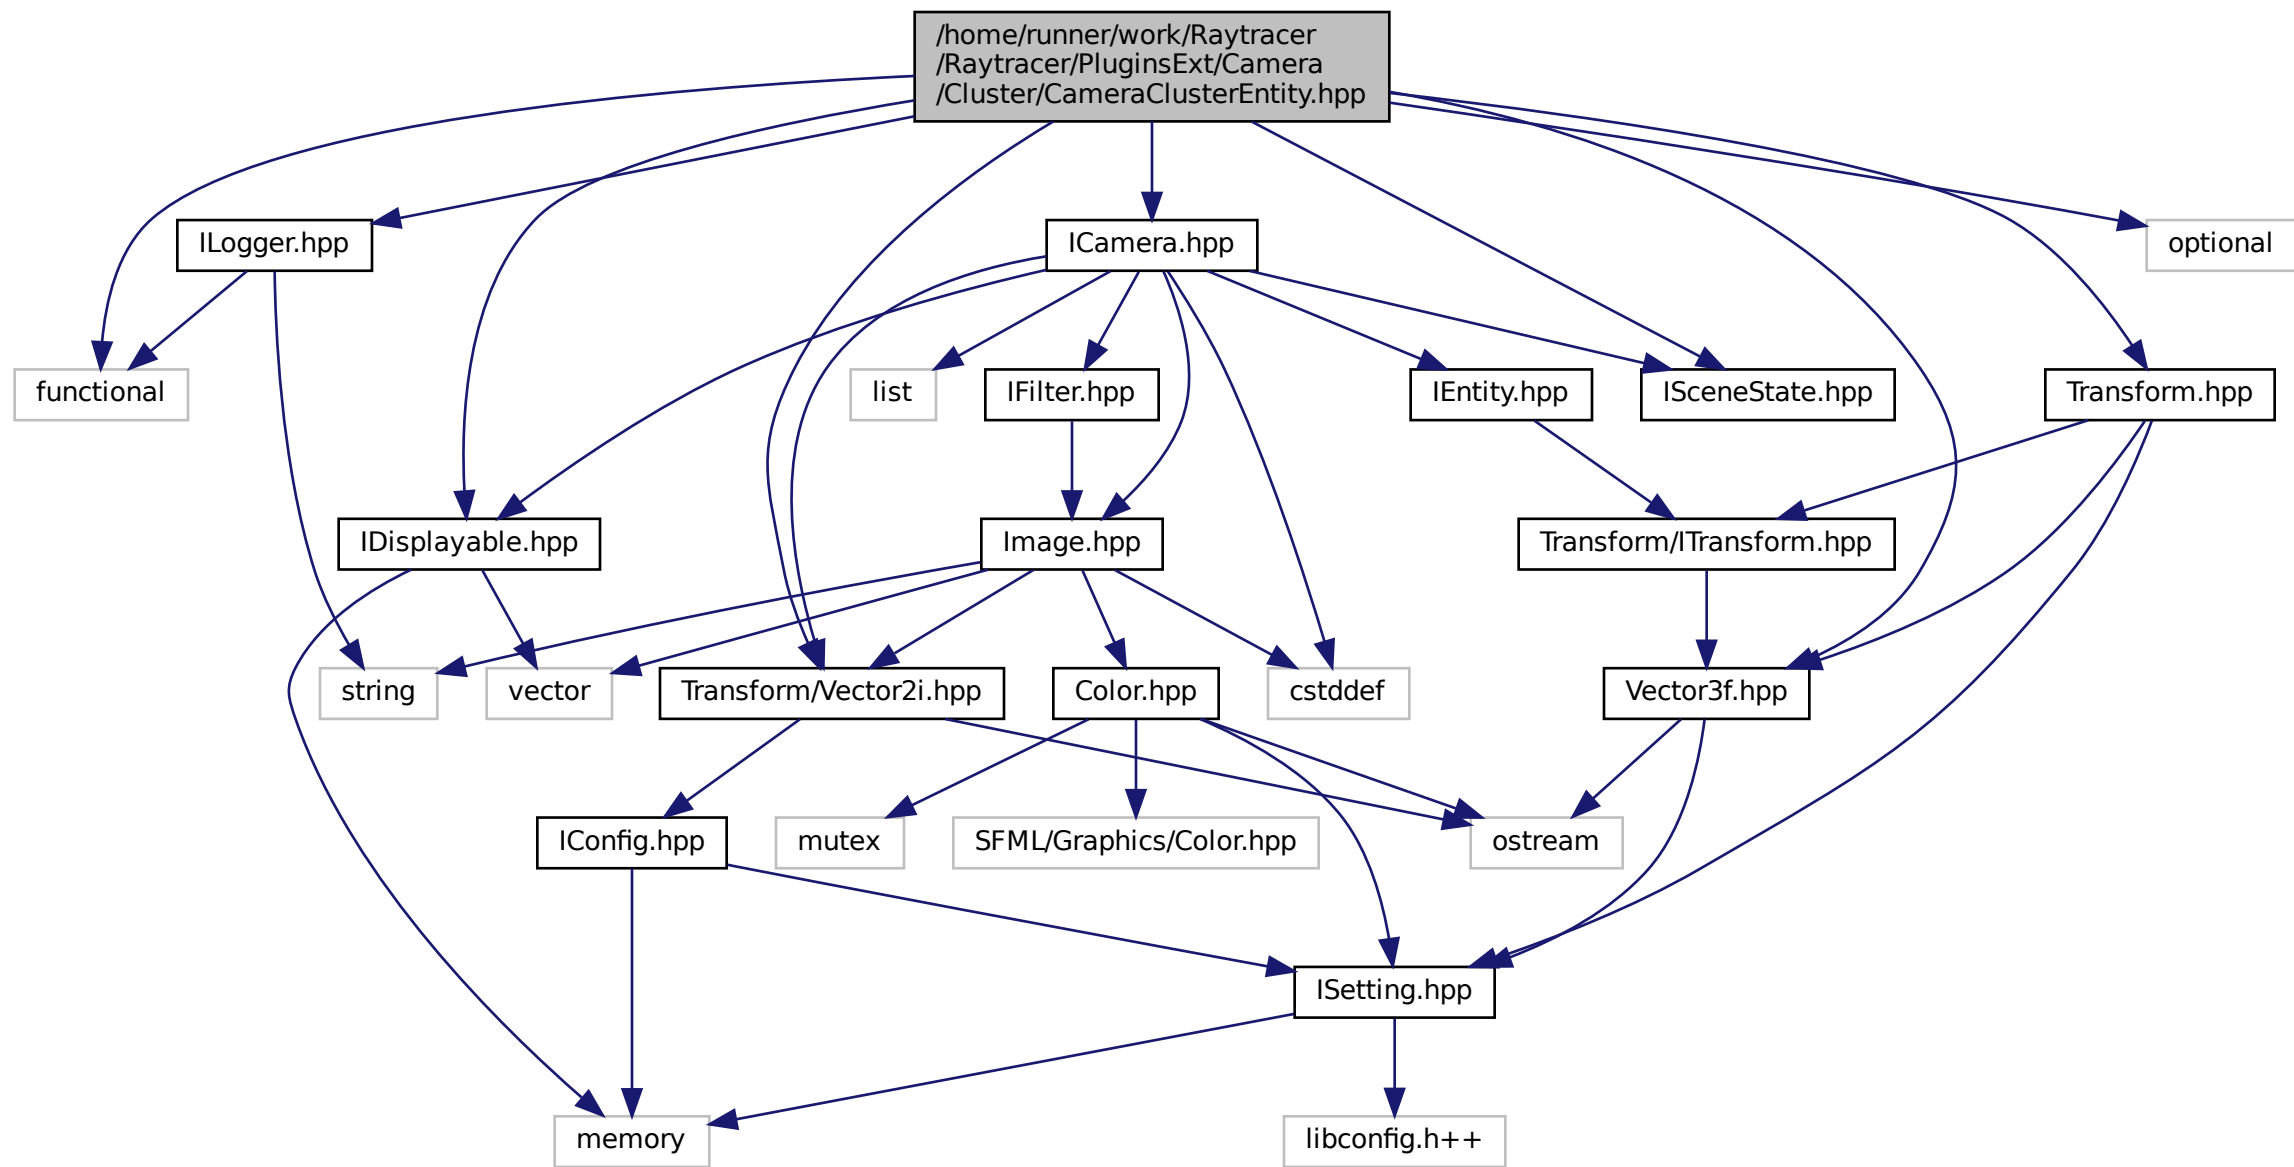 /home/runner/work/Raytracer
/Raytracer/PluginsExt/Camera
/Cluster/CameraClusterEntity.hpp
ILogger.hpp
ICamera.hpp
optional
functional
list
IFilter.hpp
IEntity.hpp
ISceneState.hpp
Transform.hpp
IDisplayable.hpp
Image.hpp
Transform/ITransform.hpp
string
vector
Transform/Vector2i.hpp
Color.hpp
cstddef
Vector3f.hpp
IConfig.hpp
mutex
SFML/Graphics/Color.hpp
ostream
ISetting.hpp
memory
libconfig.h++